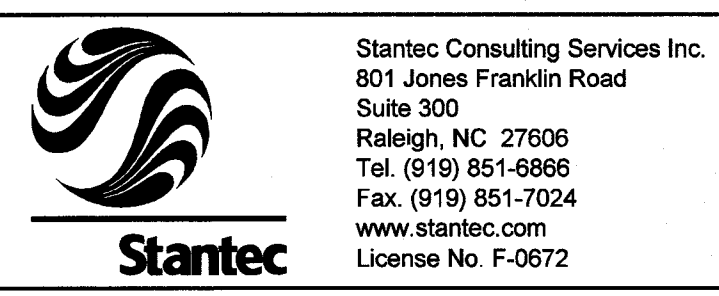 Stantec
Stantec Consulting Services Inc.
801 Jones Franklin Road
Suite 300
Raleigh, NC 27606
Tel. (919) 851-6866
Fax. (919) 851-7024
www.stantec.com
License No. F-0672